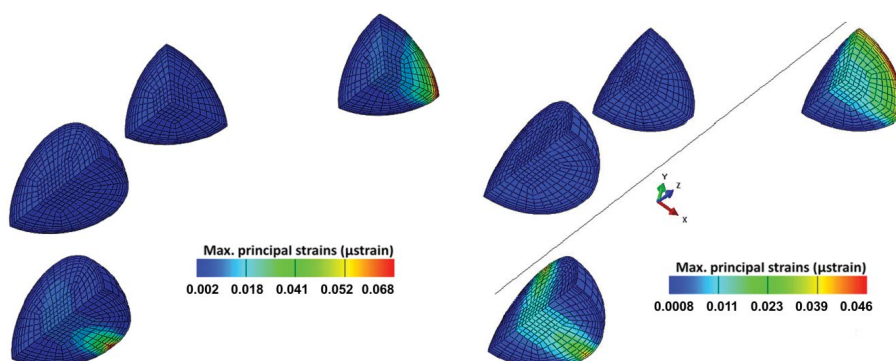 Max. principal strains (µstrain)
0.002 0.018 0.041 0.052 0.068
Y
Z
X
Max. principal strains (µstrain)
0.0008 0.011 0.023 0.039 0.046